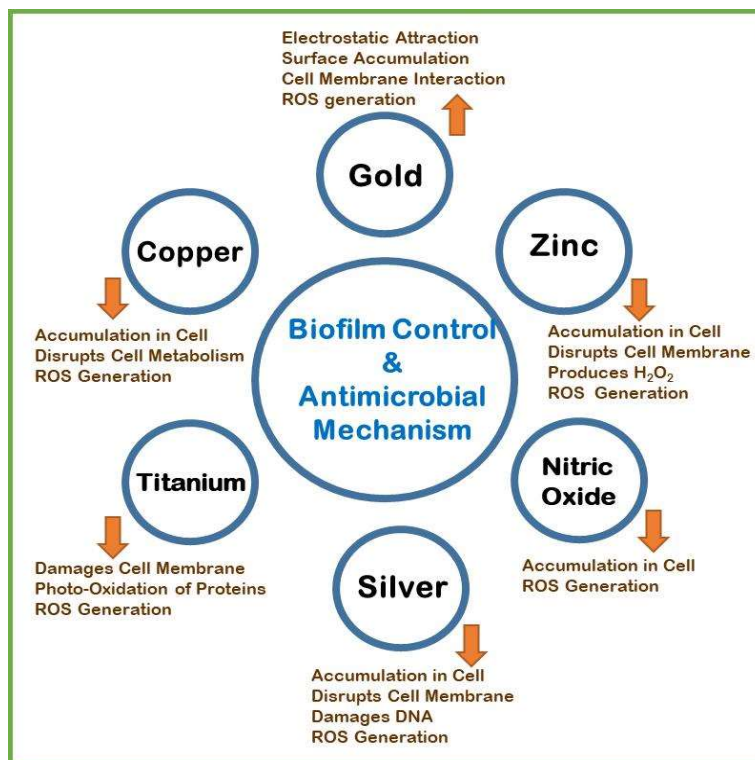 Electrostatic Attraction
Surface Accumulation
Cell Membrane Interaction
ROS generation
Gold
Copper
Accumulation in Cell
Disrupts Cell Metabolism
ROS Generation
Zinc
Accumulation in Cell
Disrupts Cell Membrane
Produces H₂O₂
ROS Generation
Biofilm Control
&
Antimicrobial
Mechanism
Titanium
Damages Cell Membrane
Photo-Oxidation of Proteins
ROS Generation
Nitric
Oxide
Accumulation in Cell
ROS Generation
Silver
Accumulation in Cell
Disrupts Cell Membrane
Damages DNA
ROS Generation